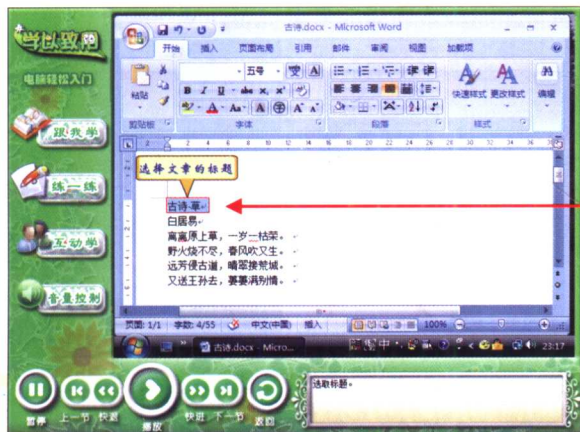 学以致用
古诗.docx - Microsoft Word
开始 插入 页面布局 引用 邮件 审阅 视图 加载项
电脑轻松入门
粘贴
五号
快速样式 更改样式 编辑
剪贴板 字体 段落 样式
跟我学
选择文章的标题
练一练
古诗-草
白居易
离离原上草，一岁一枯荣。
野火烧不尽，春风吹又生。
远芳侵古道，晴翠接荒城。
又送王孙去，萋萋满别情。
互动学
音量控制
页面: 1/1 字数: 4/55 中文(中国) 插入 100%
古诗.docx - Micro... 中 23:17
选取标题。
暂停 上一节 快退 播放 快进 下一节 返回